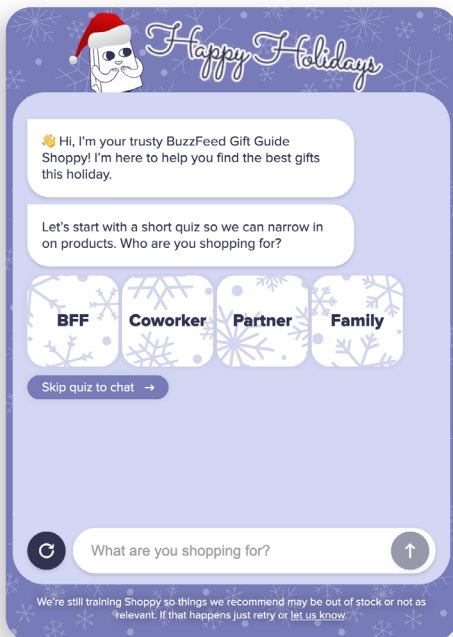 Happy Holidays
👋 Hi, I'm your trusty BuzzFeed Gift Guide
Shoppy! I'm here to help you find the best gifts
this holiday.
Let's start with a short quiz so we can narrow in
on products. Who are you shopping for?
BFF Coworker Partner Family
Skip quiz to chat →
What are you shopping for?
We're still training Shoppy so things we recommend may be out of stock or not as
relevant. If that happens just retry or let us know.